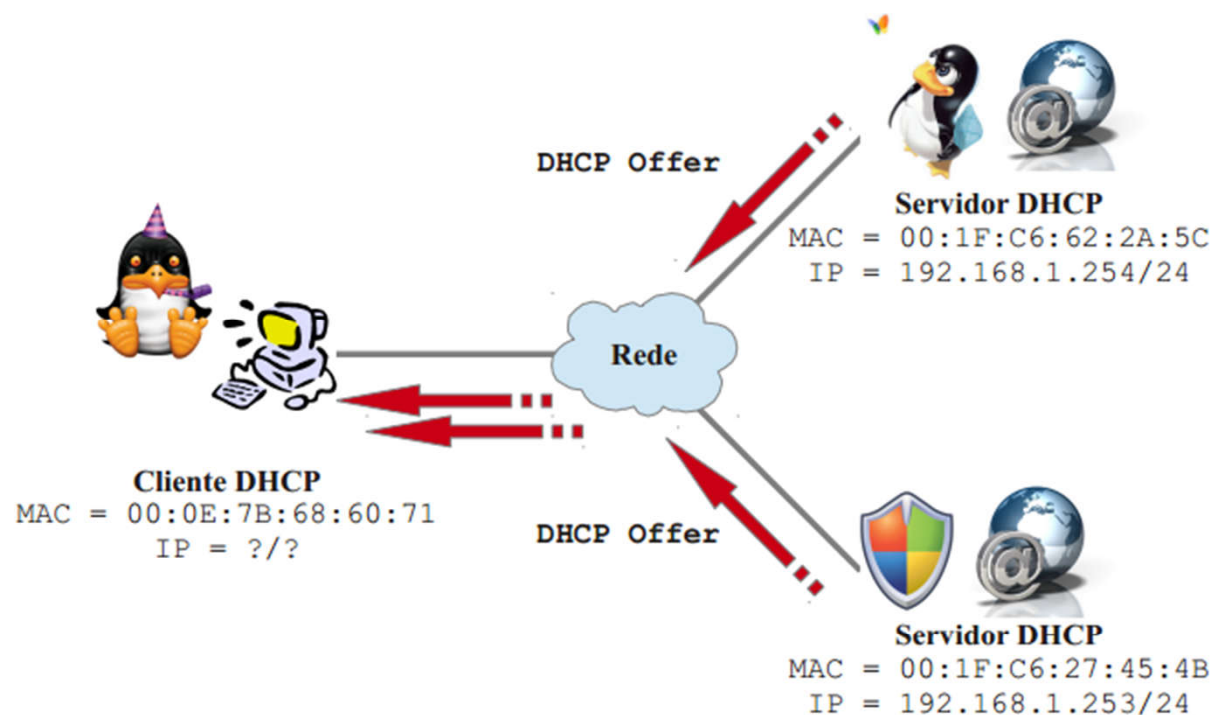 DHCP Offer
Servidor DHCP
MAC = 00:1F:C6:62:2A:5C
IP = 192.168.1.254/24
Rede
Cliente DHCP
MAC = 00:0E:7B:68:60:71
IP = ?/?
DHCP Offer
Servidor DHCP
MAC = 00:1F:C6:27:45:4B
IP = 192.168.1.253/24